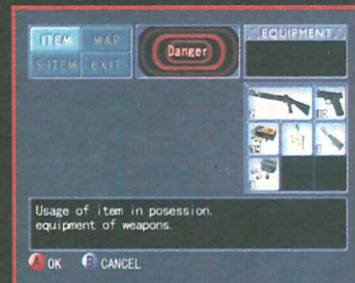 ITEM MAP
S-ITEM EXIT
Danger
EQUIPMENT
Usage of item in posession.
equipment of weapons.
A OK B CANCEL